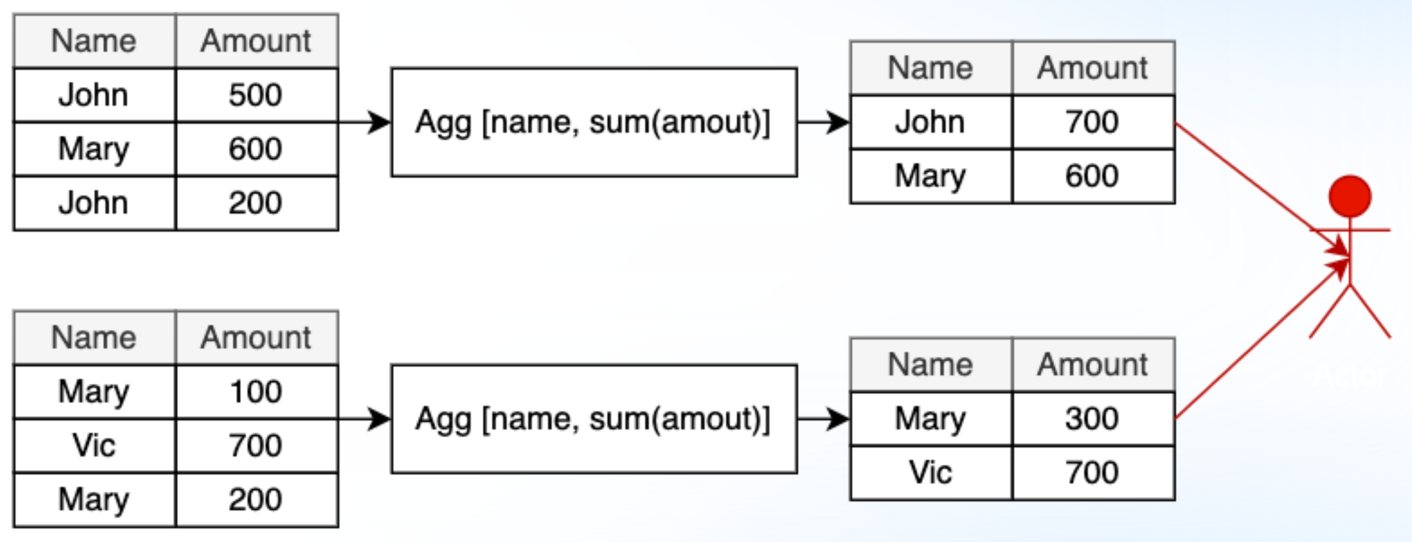 Name Amount
John 500
Mary 600
John 200
Agg [name, sum(amout)]
Name Amount
John 700
Mary 600
Name Amount
Mary 100
Vic 700
Mary 200
Agg [name, sum(amout)]
Name Amount
Mary 300
Vic 700
Actor